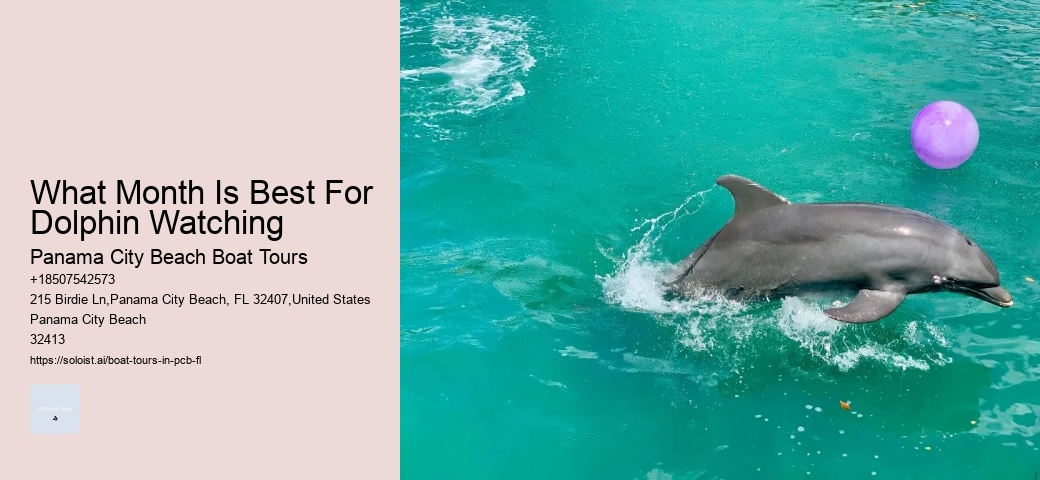 What Month Is Best For
Dolphin Watching
Panama City Beach Boat Tours
+18507542573
215 Birdie Ln,Panama City Beach, FL 32407,United States
Panama City Beach
32413
https://soloist.ai/boat-tours-in-pcb-fl